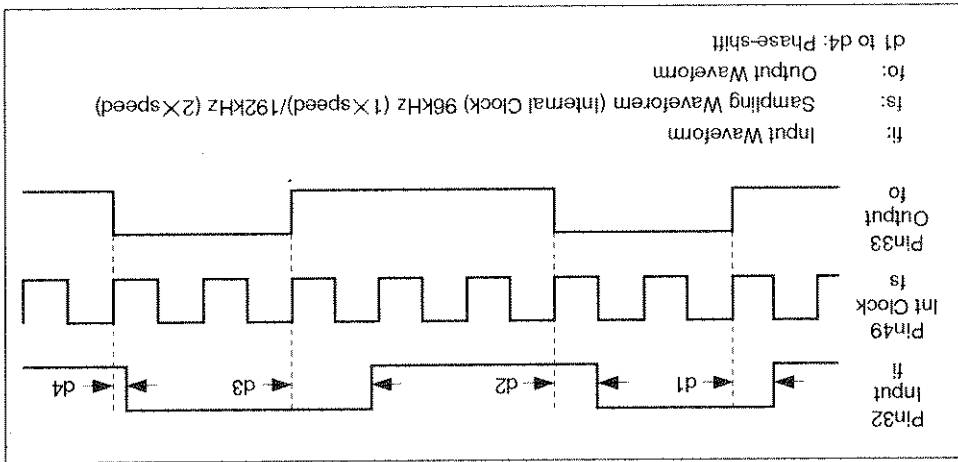 Pin32
Input
fi
d1
d2
d3
d4
Pin49
Int Clock
fs
Pin33
Output
fo
fi: Input Waveform
fs: Sampling Waveforem (Internal Clock) 96kHz (1×speed)/192kHz (2×speed)
fo: Output Waveform
d1 to d4: Phase-shift